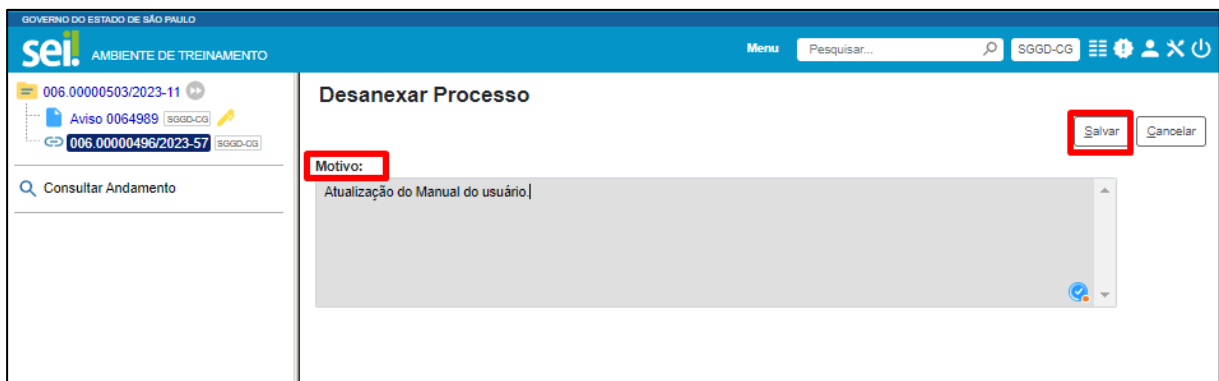 GOVERNO DO ESTADO DE SÃO PAULO
sei! AMBIENTE DE TREINAMENTO
Menu Pesquisar... SGGD-CG
006.00000503/2023-11
Aviso 0064989 SGGD-CG
006.00000496/2023-57 SGGD-CG
Consultar Andamento
Desanexar Processo
Salvar Cancelar
Motivo:
Atualização do Manual do usuário.